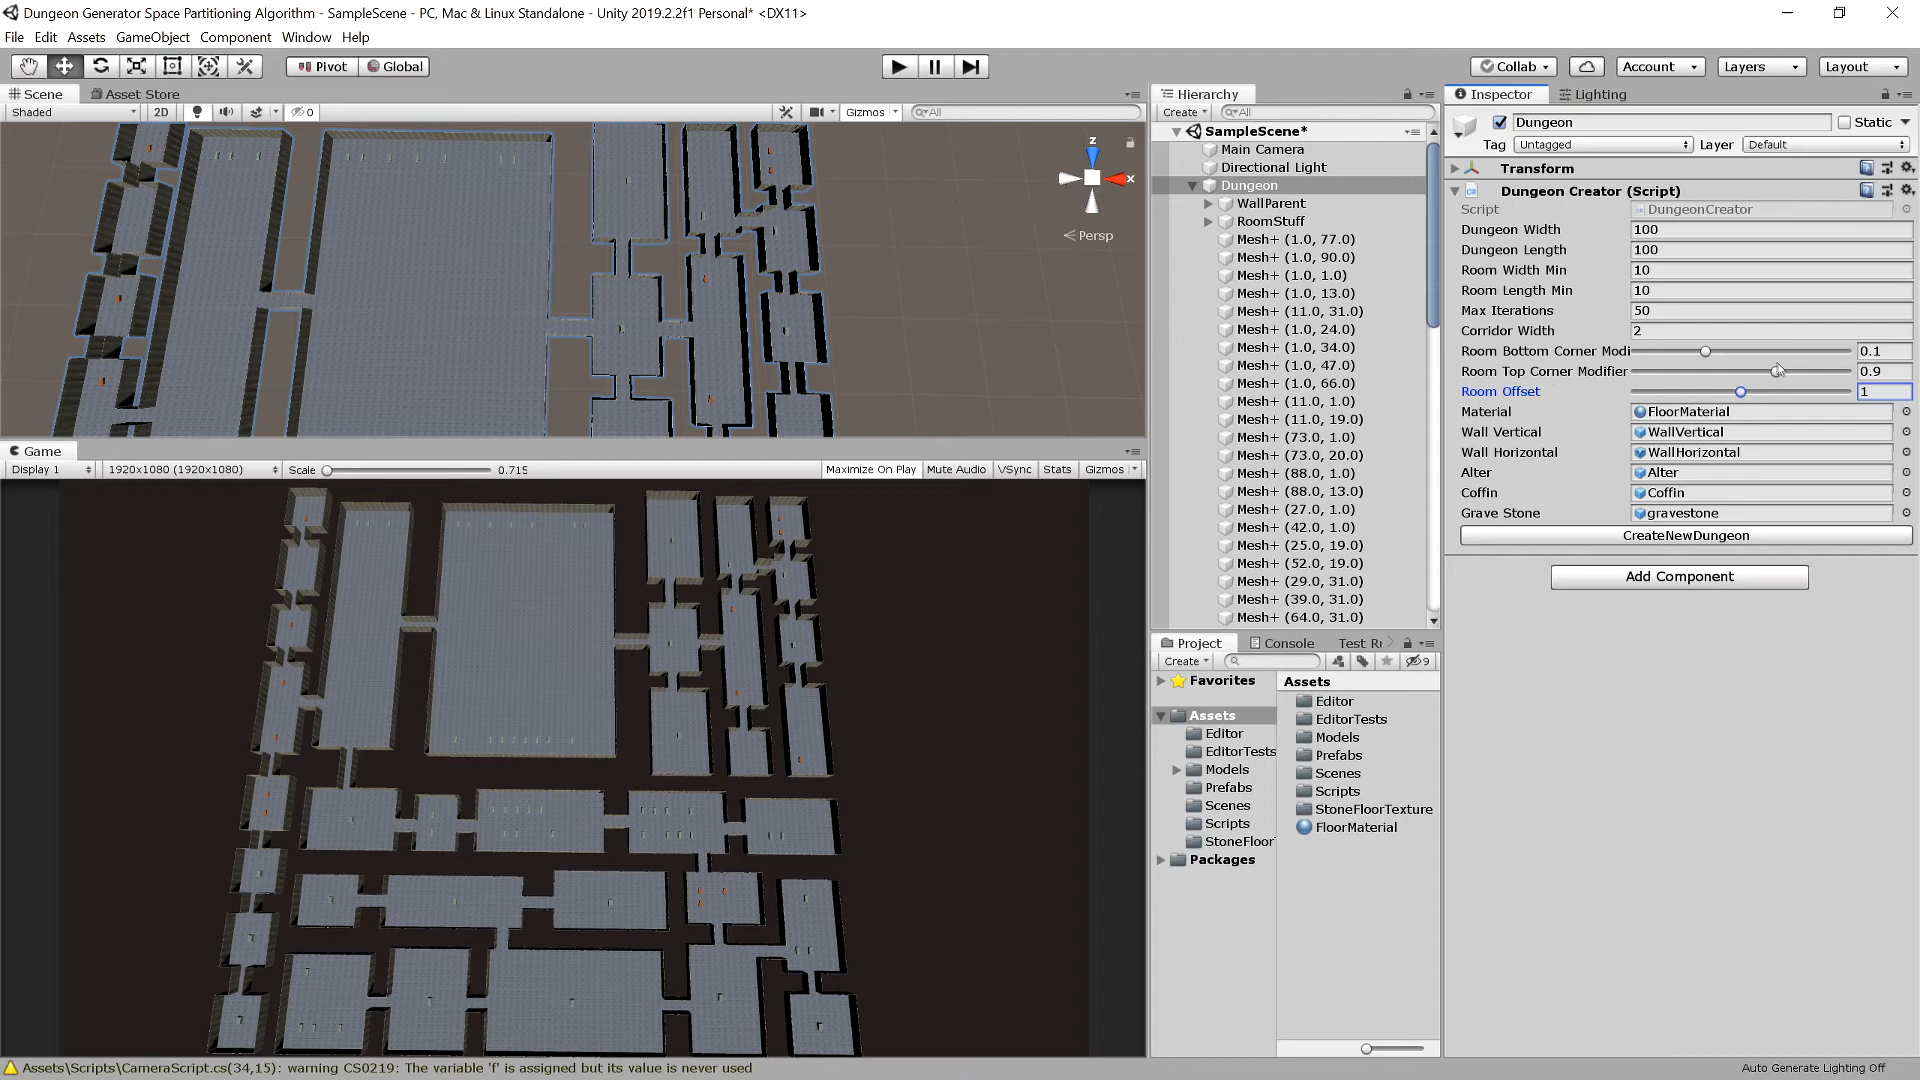 Dungeon Generator Space Partitioning Algorithm - SampleScene - PC, Mac & Linux Standalone - Unity 2019.2.2f1 Personal* <DX11>
File Edit Assets GameObject Component Window Help
Pivot Global Collab Account Layers Layout
Scene Asset Store
Shaded 2D 0 Gizmos All
z
x
Persp
Game
Display 1 1920x1080 (1920x1080) Scale 0.715 Maximize On Play Mute Audio VSync Stats Gizmos
Hierarchy
Create All
SampleScene*
Main Camera
Directional Light
Dungeon
WallParent
RoomStuff
Mesh+ (1.0, 77.0)
Mesh+ (1.0, 90.0)
Mesh+ (1.0, 1.0)
Mesh+ (1.0, 13.0)
Mesh+ (11.0, 31.0)
Mesh+ (1.0, 24.0)
Mesh+ (1.0, 34.0)
Mesh+ (1.0, 47.0)
Mesh+ (1.0, 66.0)
Mesh+ (11.0, 1.0)
Mesh+ (11.0, 19.0)
Mesh+ (73.0, 1.0)
Mesh+ (73.0, 20.0)
Mesh+ (88.0, 1.0)
Mesh+ (88.0, 13.0)
Mesh+ (27.0, 1.0)
Mesh+ (42.0, 1.0)
Mesh+ (25.0, 19.0)
Mesh+ (52.0, 19.0)
Mesh+ (29.0, 31.0)
Mesh+ (39.0, 31.0)
Mesh+ (64.0, 31.0)
Project Console Test Ru
Create 9
Favorites
Assets
Editor
EditorTests
Models
Prefabs
Scenes
Scripts
StoneFloorT
Packages
Assets
Editor
EditorTests
Models
Prefabs
Scenes
Scripts
StoneFloorTexture
FloorMaterial
Inspector Lighting
Dungeon Static
Tag Untagged Layer Default
Transform
Dungeon Creator (Script)
Script DungeonCreator
Dungeon Width 100
Dungeon Length 100
Room Width Min 10
Room Length Min 10
Max Iterations 50
Corridor Width 2
Room Bottom Corner Modi 0.1
Room Top Corner Modifier 0.9
Room Offset 1
Material FloorMaterial
Wall Vertical WallVertical
Wall Horizontal WallHorizontal
Alter Alter
Coffin Coffin
Grave Stone gravestone
CreateNewDungeon
Add Component
Assets\Scripts\CameraScript.cs(34,15): warning CS0219: The variable 'f' is assigned but its value is never used
Auto Generate Lighting Off